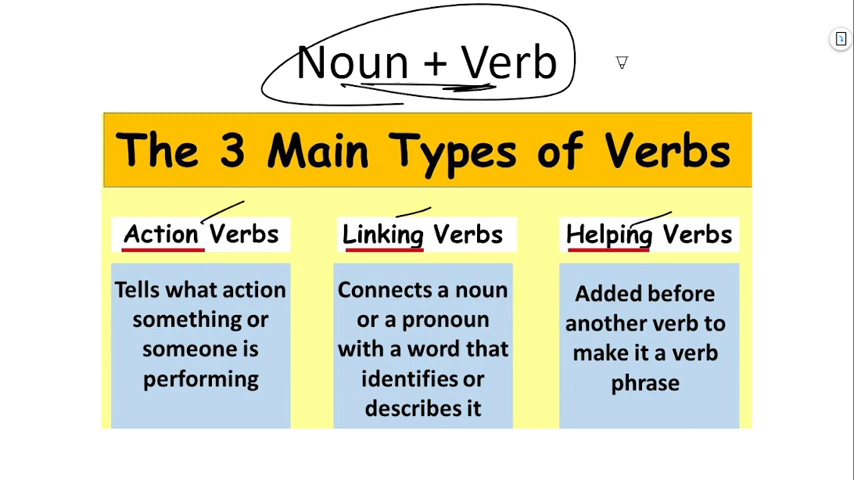 Noun + Verb
The 3 Main Types of Verbs
Action Verbs
Tells what action
something or
someone is
performing
Linking Verbs
Connects a noun
or a pronoun
with a word that
identifies or
describes it
Helping Verbs
Added before
another verb to
make it a verb
phrase